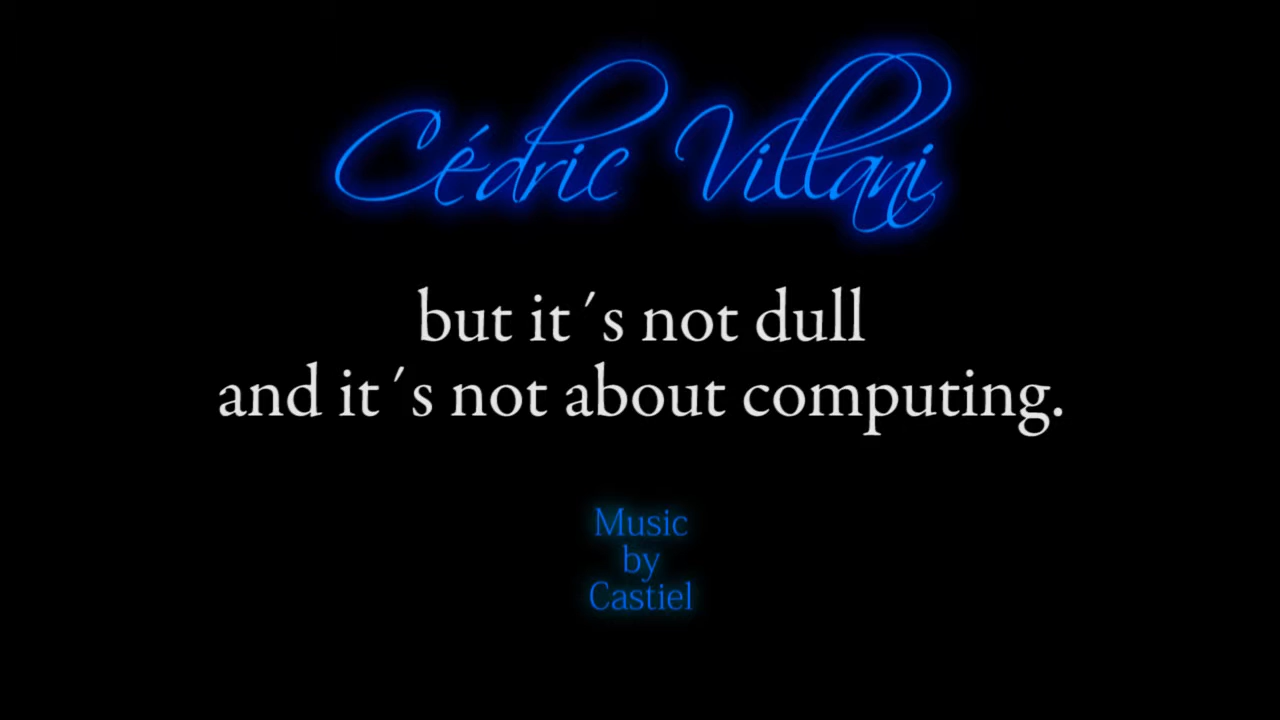 Cédric Villani
but it´s not dull
and it´s not about computing.
Music
by
Castiel